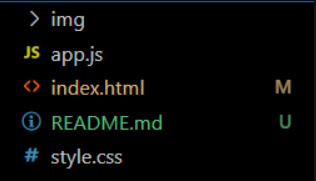 img
JS app.js
<> index.html M
README.md U
# style.css